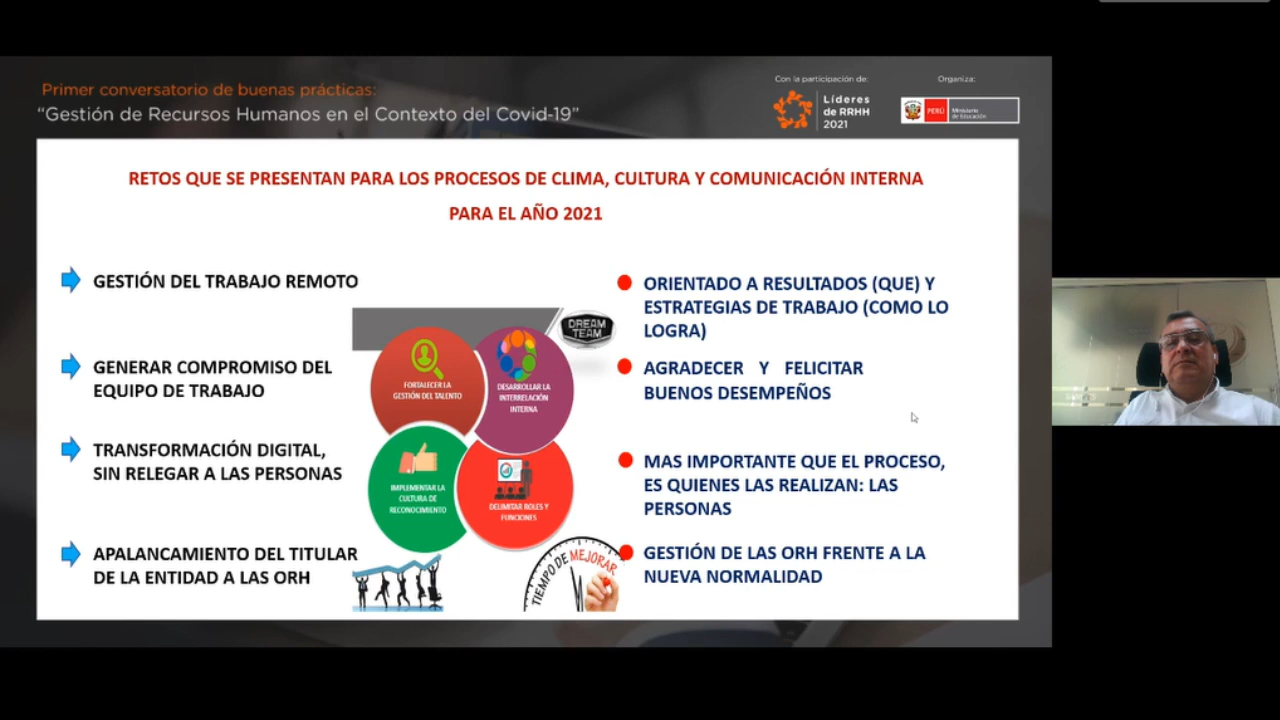 Primer conversatorio de buenas prácticas:
“Gestión de Recursos Humanos en el Contexto del Covid-19”
Con la participación de:
Líderes
de RRHH
2021
Organiza:
PERÚ
Ministerio
de Educación
RETOS QUE SE PRESENTAN PARA LOS PROCESOS DE CLIMA, CULTURA Y COMUNICACIÓN INTERNA
PARA EL AÑO 2021
GESTIÓN DEL TRABAJO REMOTO
GENERAR COMPROMISO DEL
EQUIPO DE TRABAJO
TRANSFORMACIÓN DIGITAL,
SIN RELEGAR A LAS PERSONAS
APALANCAMIENTO DEL TITULAR
DE LA ENTIDAD A LAS ORH
DREAM
TEAM
FORTALECER LA
GESTIÓN DEL TALENTO
DESARROLLAR LA
INTERRELACIÓN
INTERNA
IMPLEMENTAR LA
CULTURA DE
RECONOCIMIENTO
DELIMITAR ROLES Y
FUNCIONES
TIEMPO DE MEJORAR
ORIENTADO A RESULTADOS (QUE) Y
ESTRATEGIAS DE TRABAJO (COMO LO
LOGRA)
AGRADECER Y FELICITAR
BUENOS DESEMPEÑOS
MAS IMPORTANTE QUE EL PROCESO,
ES QUIENES LAS REALIZAN: LAS
PERSONAS
GESTIÓN DE LAS ORH FRENTE A LA
NUEVA NORMALIDAD